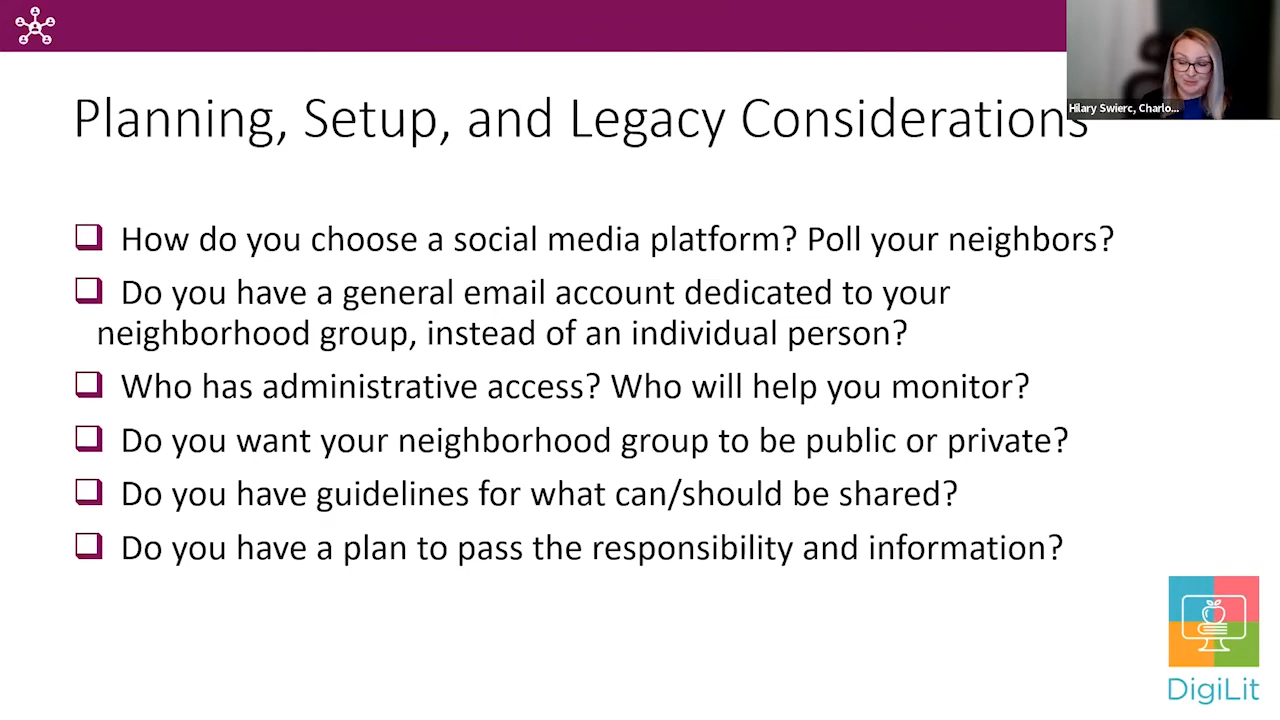 Hilary Swierc, Charlo...
Planning, Setup, and Legacy Considerations
How do you choose a social media platform? Poll your neighbors?
Do you have a general email account dedicated to your
neighborhood group, instead of an individual person?
Who has administrative access? Who will help you monitor?
Do you want your neighborhood group to be public or private?
Do you have guidelines for what can/should be shared?
Do you have a plan to pass the responsibility and information?
DigiLit